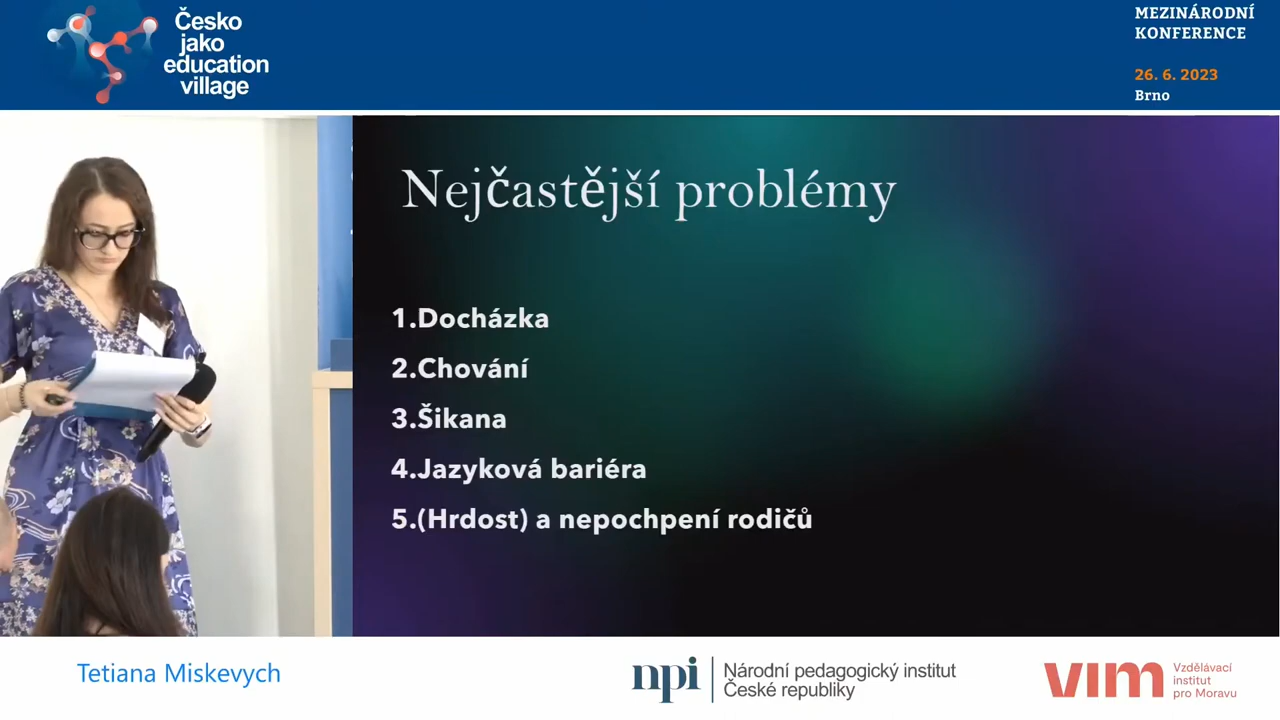 Česko
jako
education
village
MEZINÁRODNÍ
KONFERENCE
26. 6. 2023
Brno
Nejčastější problémy
1.Docházka
2.Chování
3.Šikana
4.Jazyková bariéra
5.(Hrdost) a nepochpení rodičů
Tetiana Miskevych
npi
Národní pedagogický institut
České republiky
vim
Vzdělávací
institut
pro Moravu